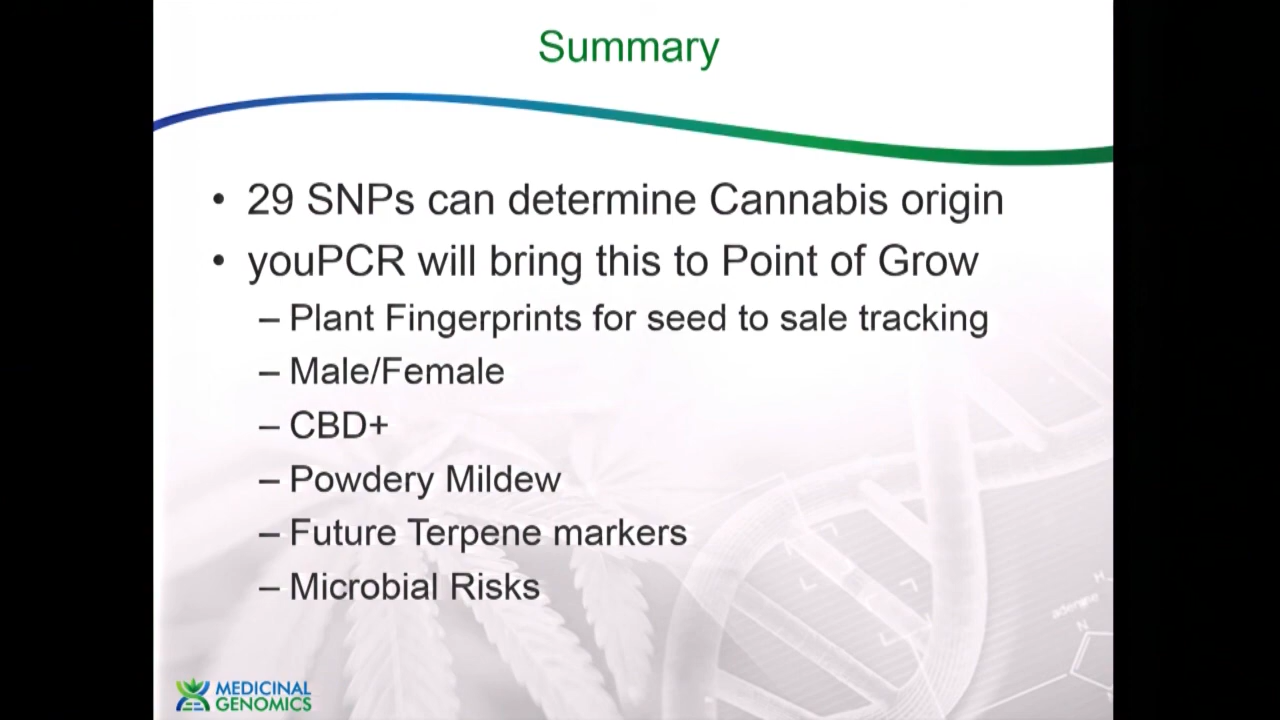 Summary
• 29 SNPs can determine Cannabis origin
• youPCR will bring this to Point of Grow
– Plant Fingerprints for seed to sale tracking
– Male/Female
– CBD+
– Powdery Mildew
– Future Terpene markers
– Microbial Risks
adenine
N
H
N
MEDICINAL
GENOMICS